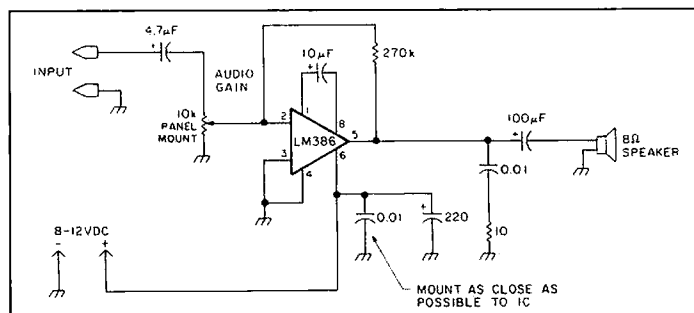 4.7µF
INPUT
AUDIO
GAIN
10k
PANEL
MOUNT
10µF
270k
1
2
8
LM386
5
3
6
4
100µF
8Ω
SPEAKER
0.01
10
0.01
220
8-12VDC
- +
MOUNT AS CLOSE AS
POSSIBLE TO IC